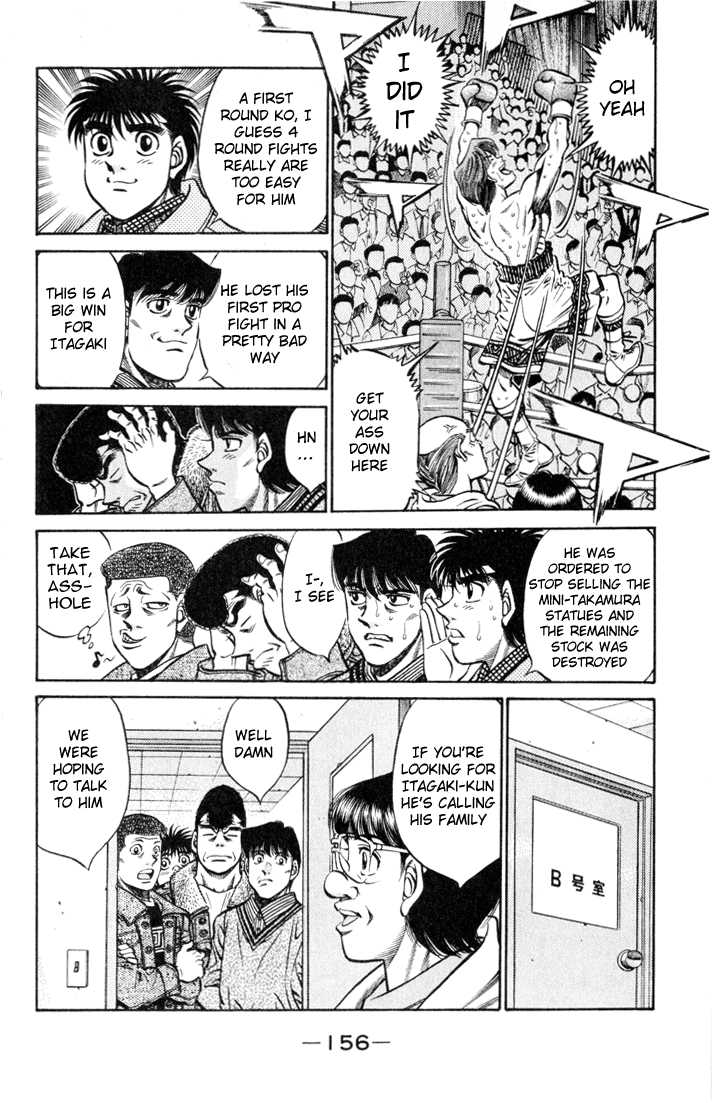 OH
YEAH
I
DID
IT
GET
YOUR
ASS
DOWN
HERE
A FIRST
ROUND KO, I
GUESS 4
ROUND FIGHTS
REALLY ARE
TOO EASY
FOR HIM
HE LOST HIS
FIRST PRO
FIGHT IN A
PRETTY BAD
WAY
THIS IS A
BIG WIN
FOR
ITAGAKI
HN
...
HE WAS
ORDERED TO
STOP SELLING THE
MINI-TAKAMURA
STATUES AND
THE REMAINING
STOCK WAS
DESTROYED
I-,
I SEE
TAKE
THAT,
ASS-
HOLE
B号室
IF YOU'RE
LOOKING FOR
ITAGAKI-KUN
HE'S CALLING
HIS FAMILY
WELL
DAMN
WE
WERE
HOPING
TO TALK
TO HIM
B
—156—